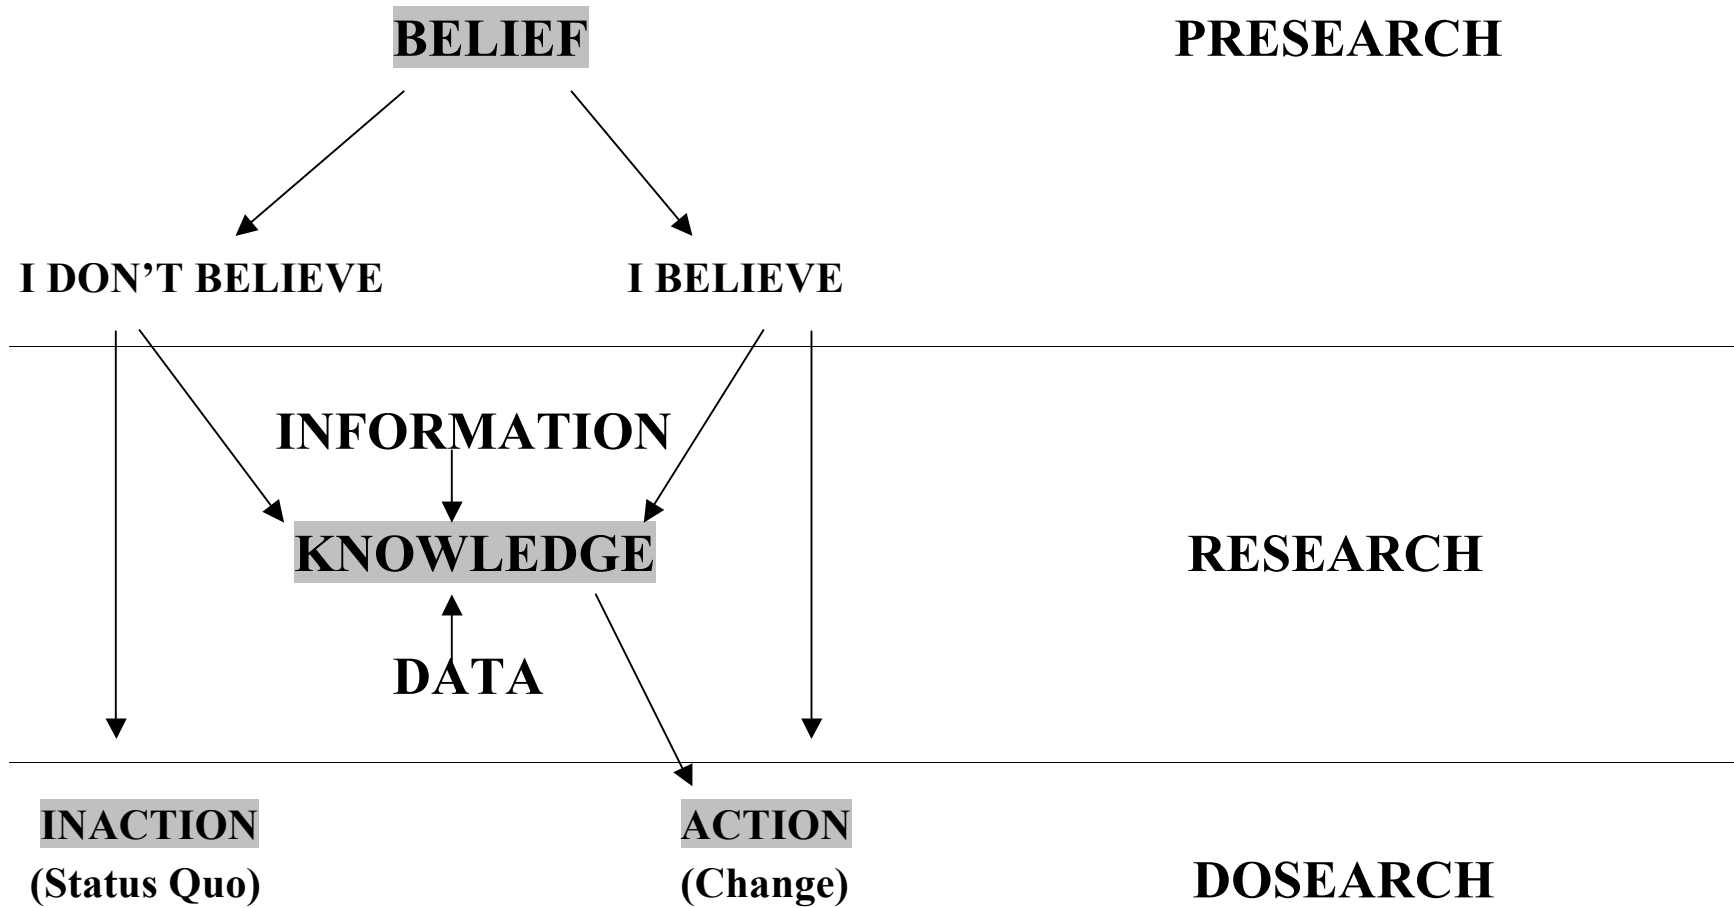 BELIEF PRESEARCH
I DON’T BELIEVE I BELIEVE
INFORMATION
KNOWLEDGE RESEARCH
DATA
INACTION ACTION
(Status Quo) (Change) DOSEARCH